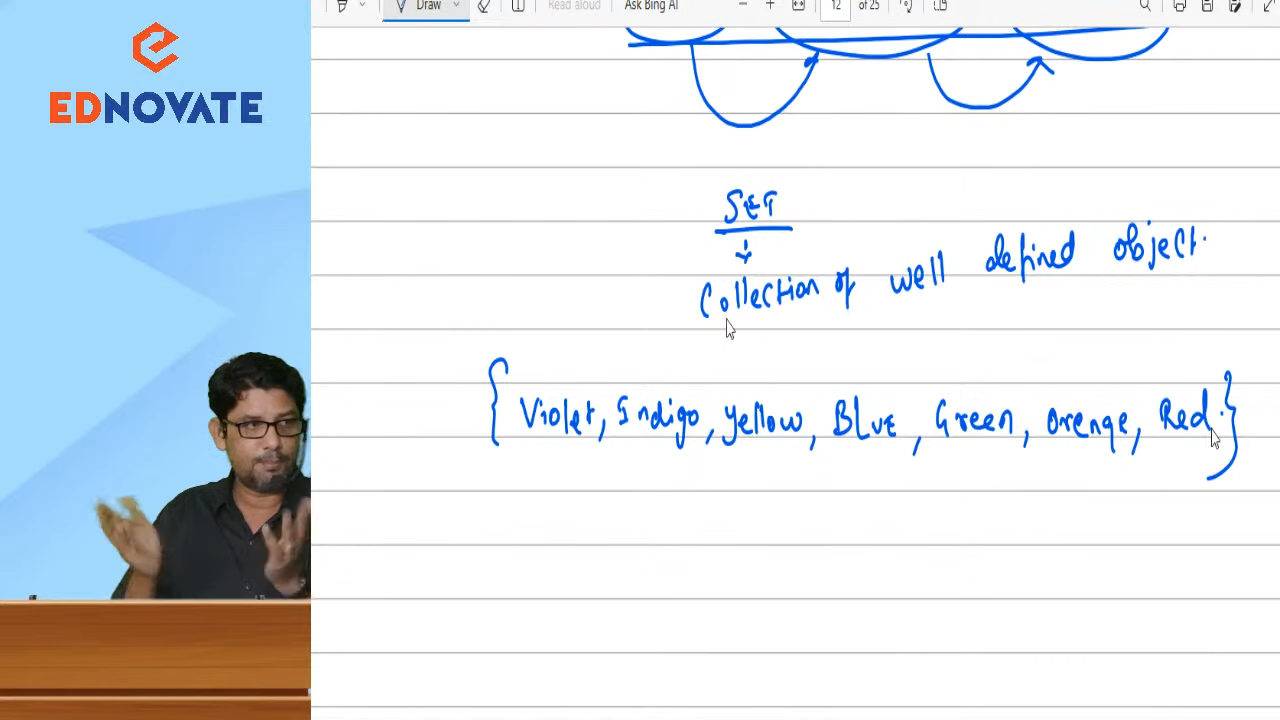 Draw
Read aloud
Ask Bing AI
12
of 25
EDNOVATE
SET
Collection of well defined object.
{ Violet, Indigo, Yellow, Blue, Green, Orenge, Red. }